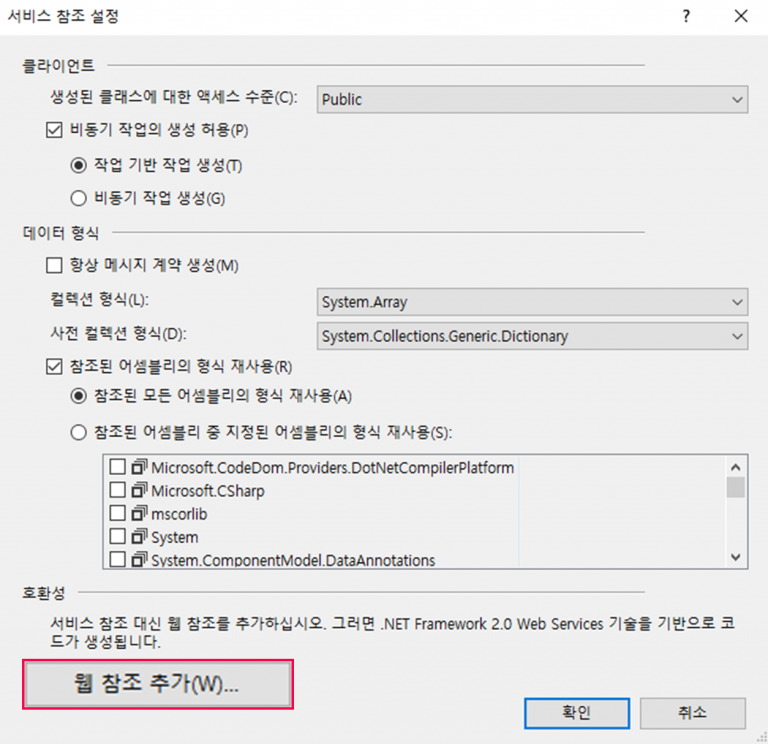 서비스 참조 설정
?
클라이언트
생성된 클래스에 대한 액세스 수준(C):
Public
비동기 작업의 생성 허용(P)
작업 기반 작업 생성(T)
비동기 작업 생성(G)
데이터 형식
항상 메시지 계약 생성(M)
컬렉션 형식(L):
System.Array
사전 컬렉션 형식(D):
System.Collections.Generic.Dictionary
참조된 어셈블리의 형식 재사용(R)
참조된 모든 어셈블리의 형식 재사용(A)
참조된 어셈블리 중 지정된 어셈블리의 형식 재사용(S):
Microsoft.CodeDom.Providers.DotNetCompilerPlatform
Microsoft.CSharp
mscorlib
System
System.ComponentModel.DataAnnotations
호환성
서비스 참조 대신 웹 참조를 추가하십시오. 그러면 .NET Framework 2.0 Web Services 기술을 기반으로 코
드가 생성됩니다.
웹 참조 추가(W)...
확인
취소